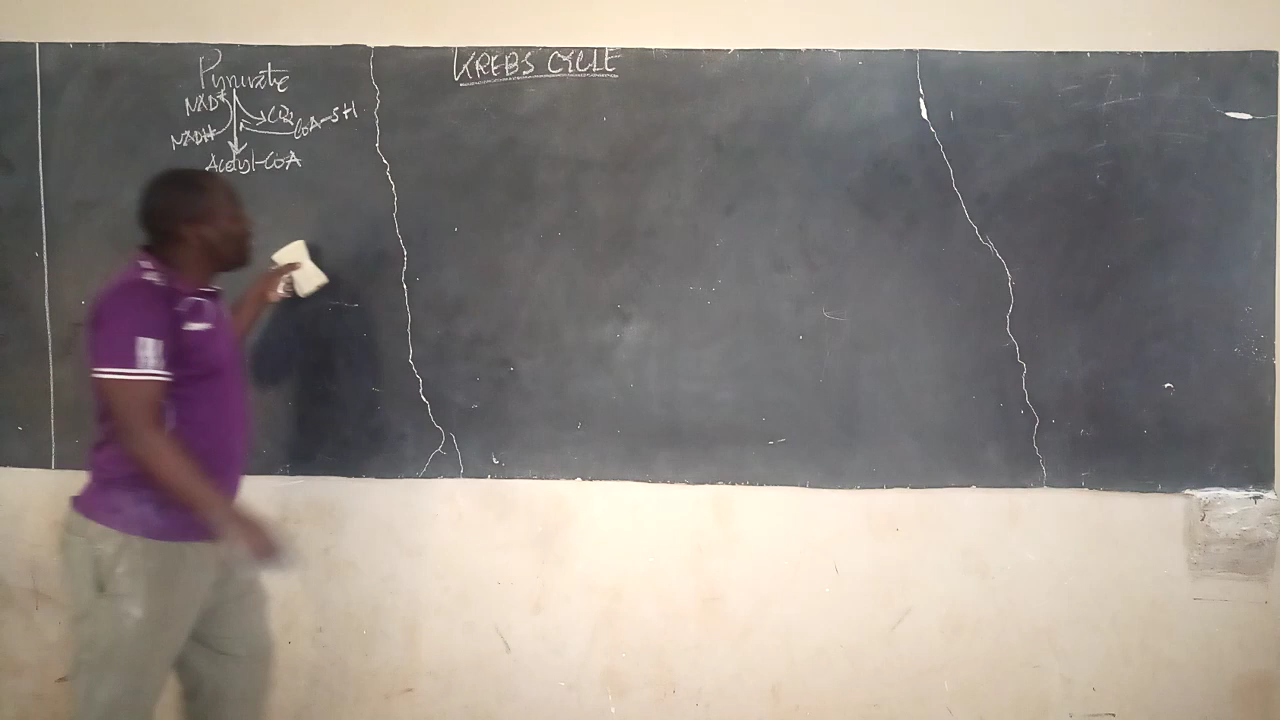 KREBS CYCLE
Pyruvate
NAD+
CO2
CoA-SH
NADH
Acetyl-CoA